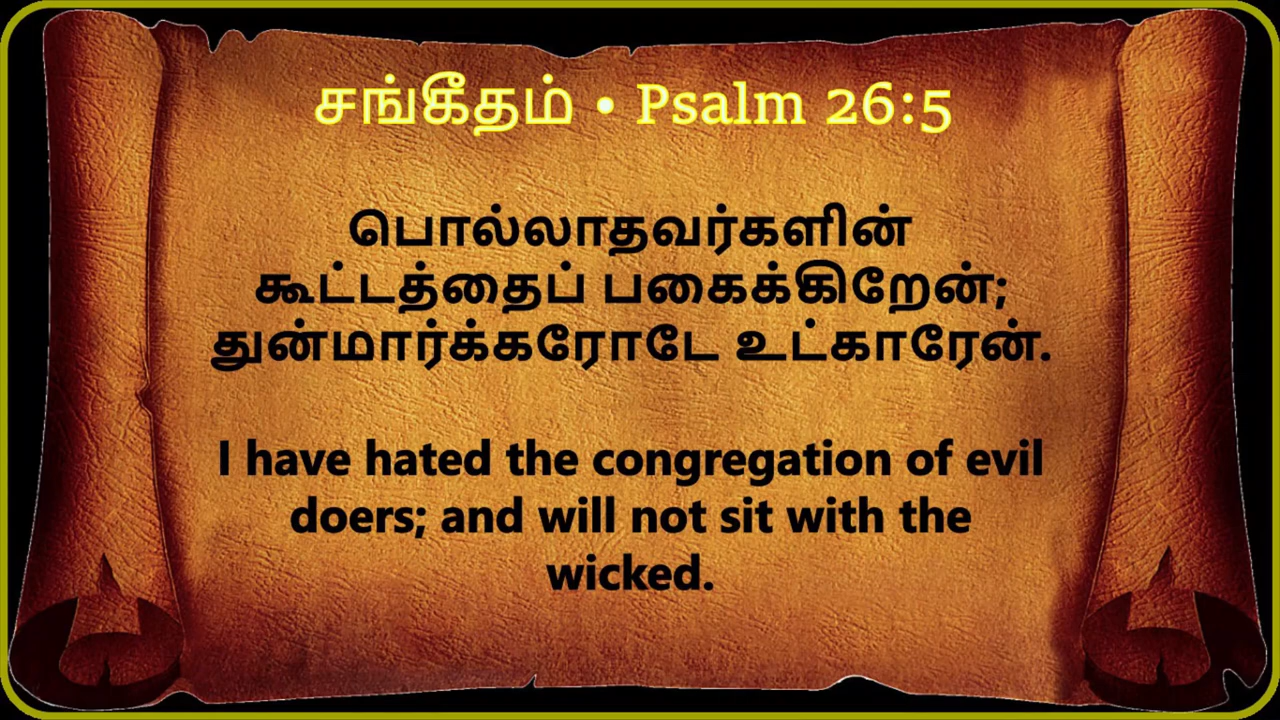 சங்கீதம் • Psalm 26:5
பொல்லாதவர்களின்
கூட்டத்தைப் பகைக்கிறேன்;
துன்மார்க்கரோடே உட்காரேன்.
I have hated the congregation of evil
doers; and will not sit with the
wicked.